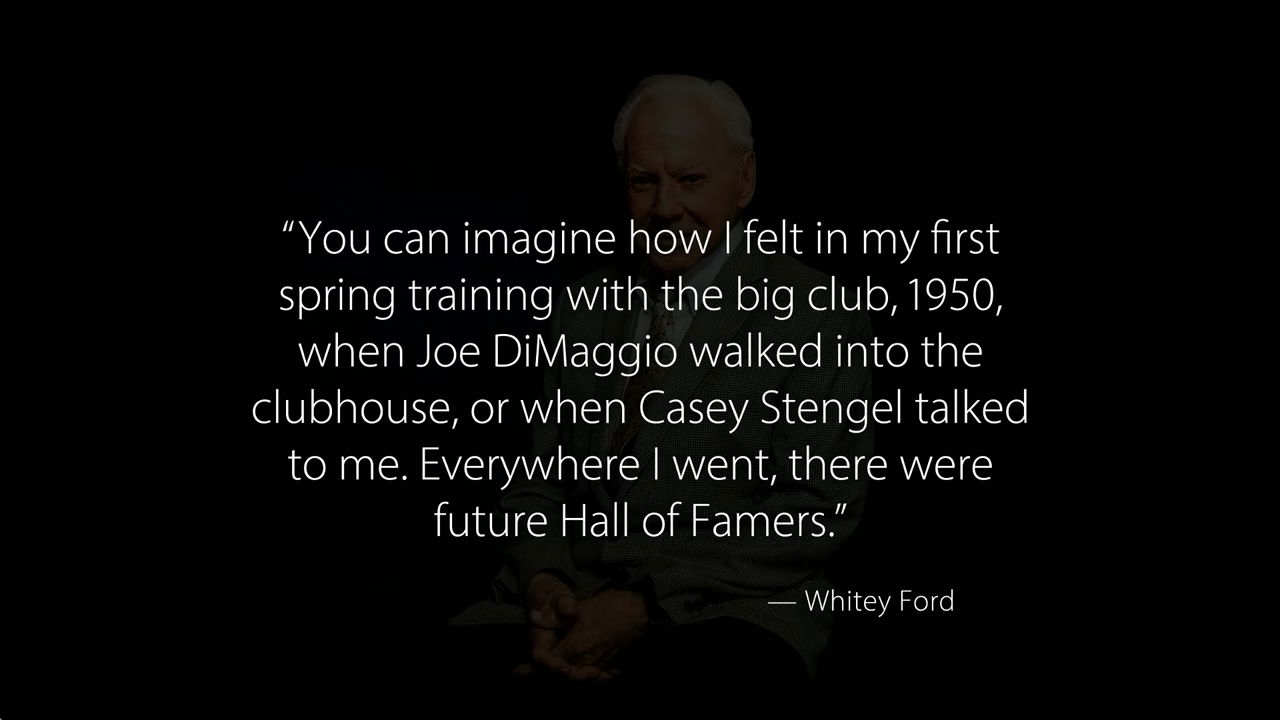 “You can imagine how I felt in my first
spring training with the big club, 1950,
when Joe DiMaggio walked into the
clubhouse, or when Casey Stengel talked
to me. Everywhere I went, there were
future Hall of Famers.”
— Whitey Ford